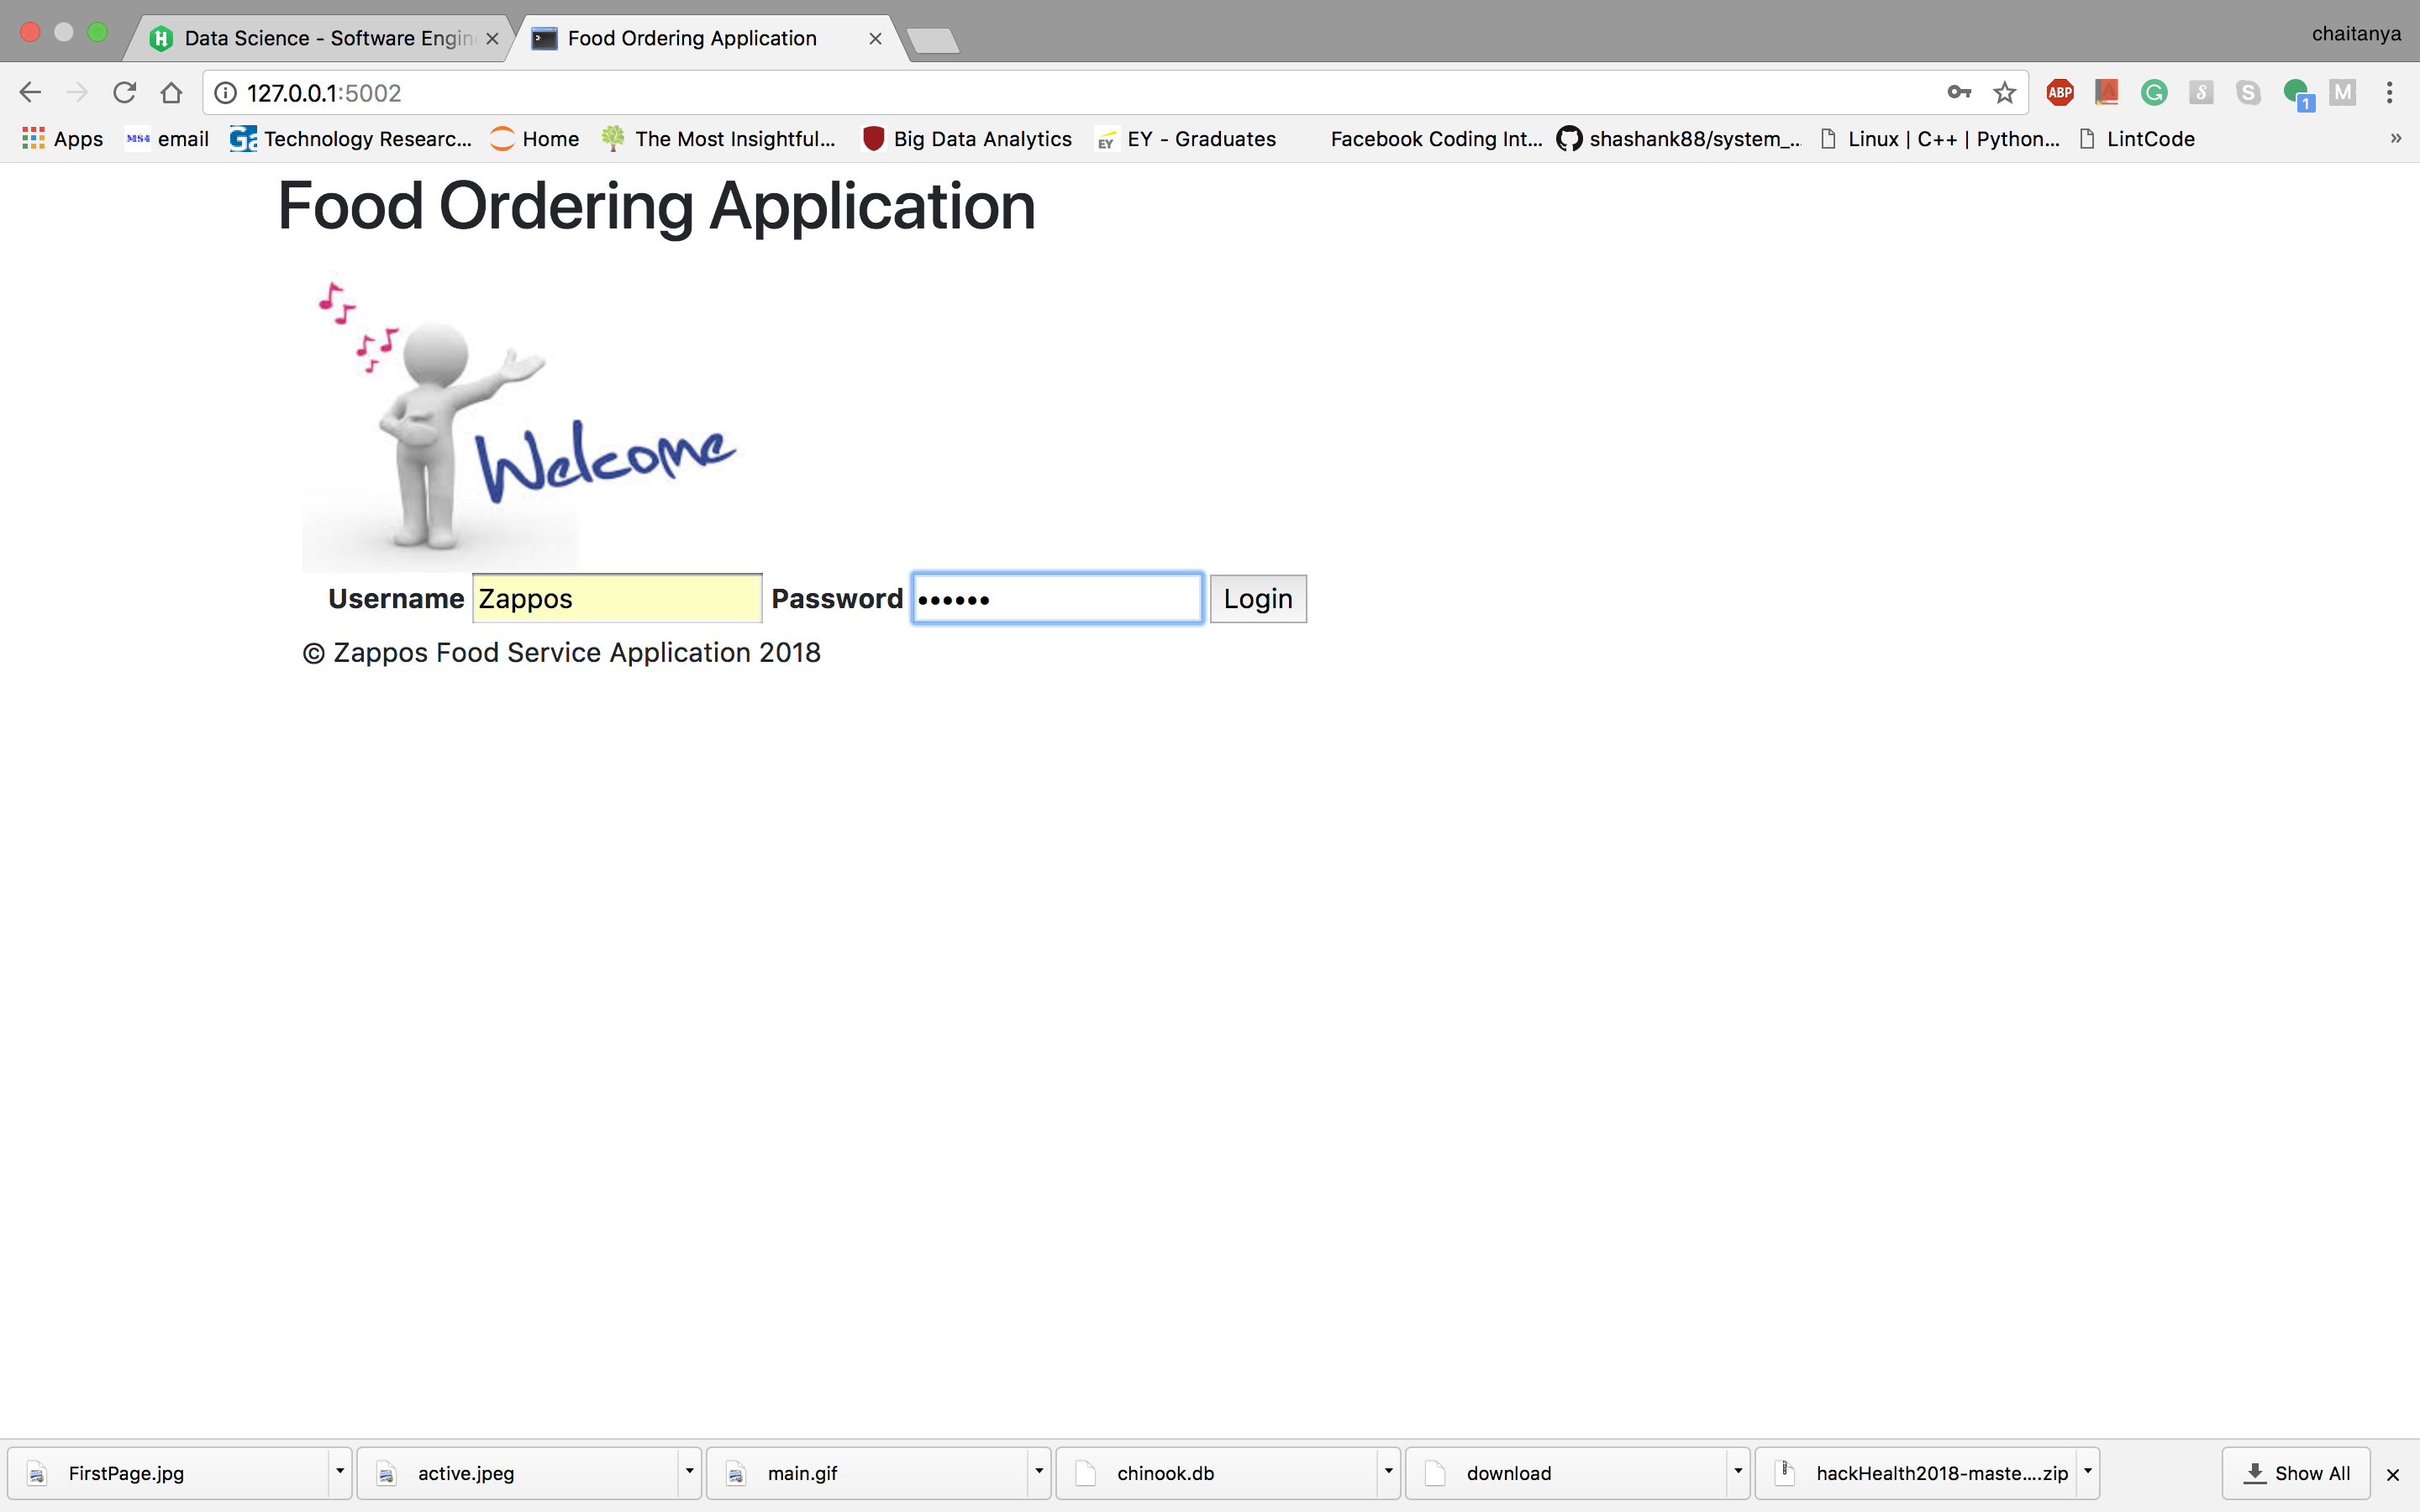 Data Science - Software Engin
Food Ordering Application
chaitanya
127.0.0.1:5002
ABP
1
M
Apps
email
Technology Researc...
Home
The Most Insightful...
Big Data Analytics
EY - Graduates
Facebook Coding Int...
shashank88/system_...
Linux | C++ | Python...
LintCode
»
Food Ordering Application
Welcome
Username Zappos Password •••••• Login
© Zappos Food Service Application 2018
FirstPage.jpg
active.jpeg
main.gif
chinook.db
download
hackHealth2018-maste....zip
Show All